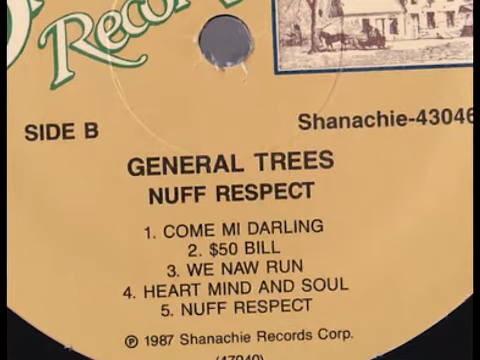 Records
SIDE B
Shanachie-43046
GENERAL TREES
NUFF RESPECT
1. COME MI DARLING
2. $50 BILL
3. WE NAW RUN
4. HEART MIND AND SOUL
5. NUFF RESPECT
℗ 1987 Shanachie Records Corp.